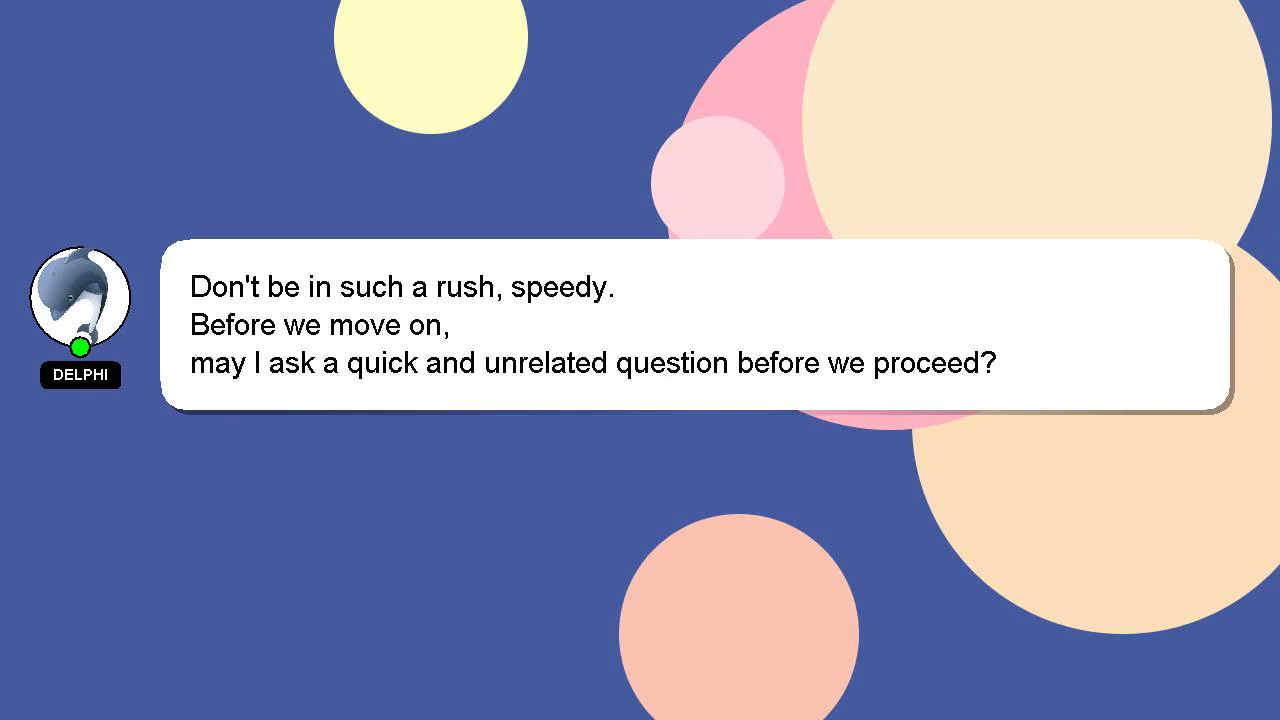 Don't be in such a rush, speedy.
Before we move on,
may I ask a quick and unrelated question before we proceed?
DELPHI